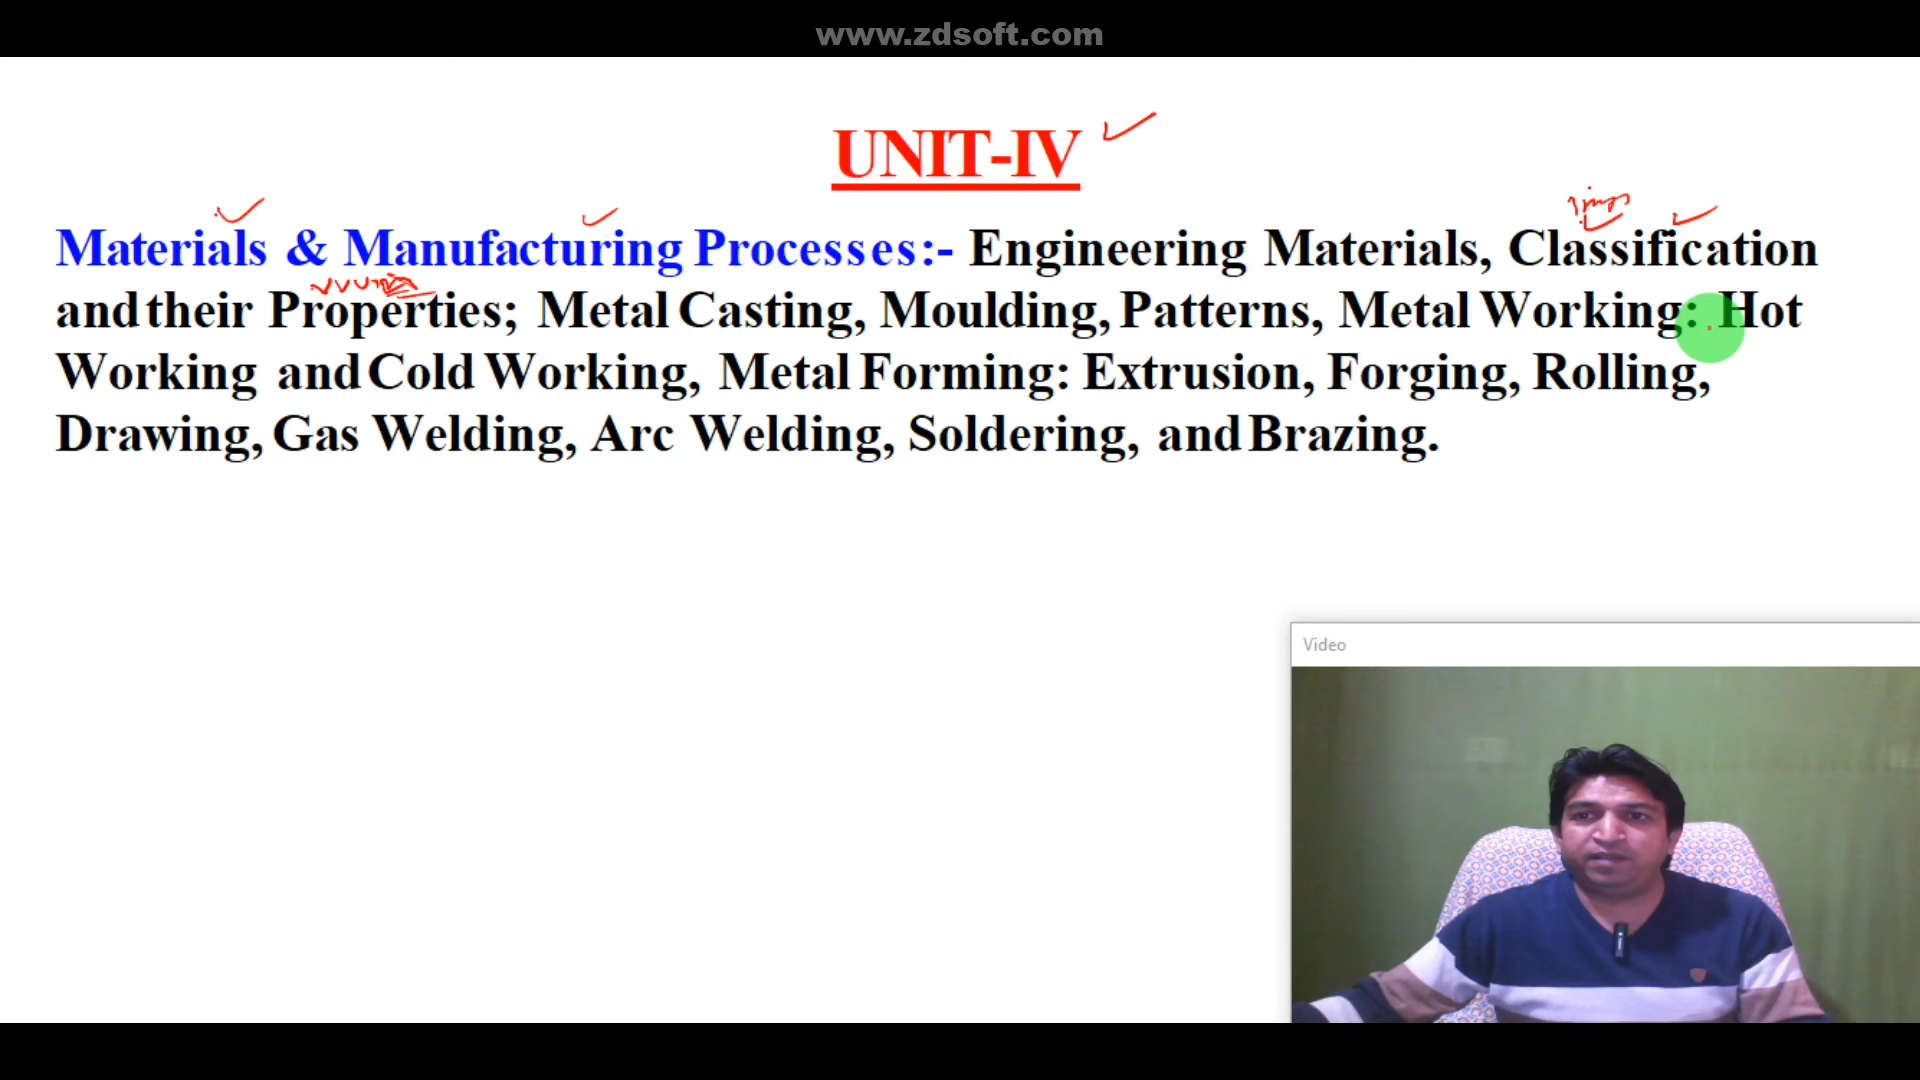 www.zdsoft.com
UNIT-IV
Materials & Manufacturing Processes:- Engineering Materials, Classification
and their Properties; Metal Casting, Moulding, Patterns, Metal Working: Hot
Working and Cold Working, Metal Forming: Extrusion, Forging, Rolling,
Drawing, Gas Welding, Arc Welding, Soldering, and Brazing.
Video